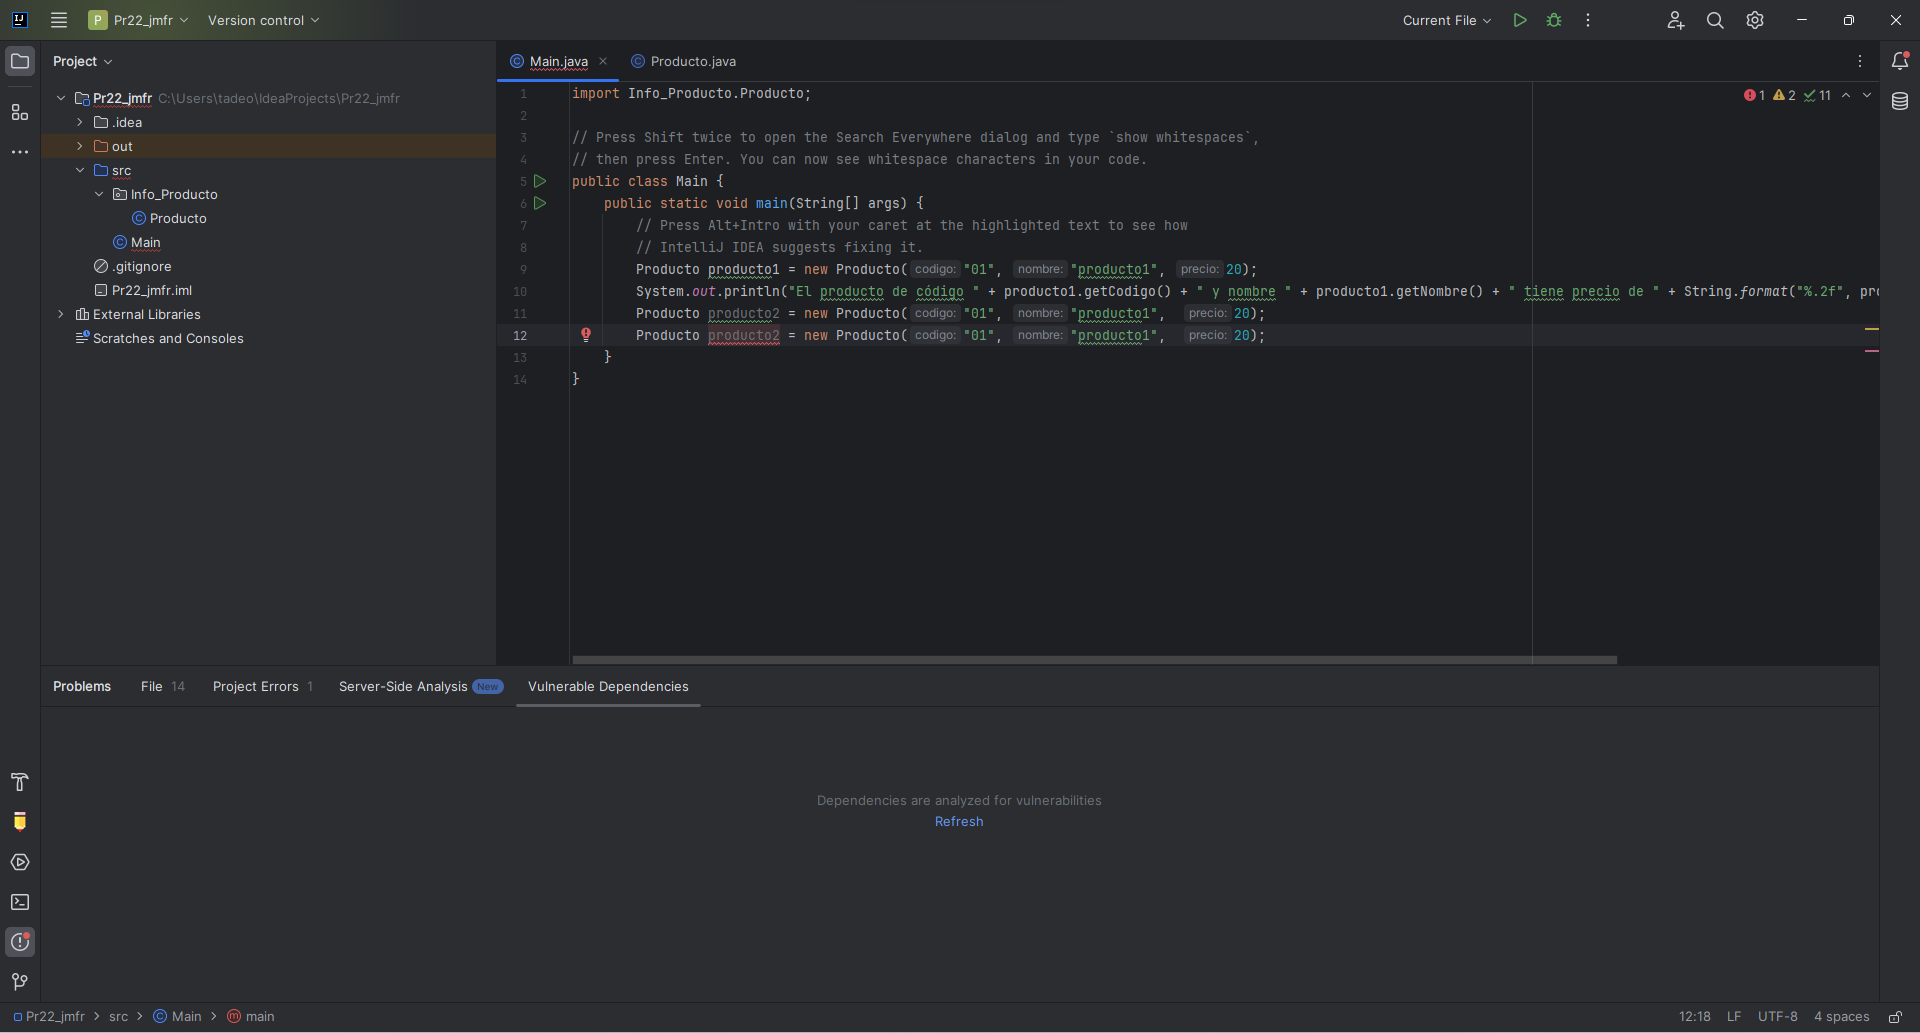 Pr22_jmfr
Version control
Current File
Project
Pr22_jmfr C:\Users\tadeo\IdeaProjects\Pr22_jmfr
.idea
out
src
Info_Producto
Producto
Main
.gitignore
Pr22_jmfr.iml
External Libraries
Scratches and Consoles
Main.java
Producto.java
1 2 11
1 import Info_Producto.Producto;
2
3 // Press Shift twice to open the Search Everywhere dialog and type `show whitespaces`,
4 // then press Enter. You can now see whitespace characters in your code.
5 public class Main {
6 public static void main(String[] args) {
7 // Press Alt+Intro with your caret at the highlighted text to see how
8 // IntelliJ IDEA suggests fixing it.
9 Producto producto1 = new Producto( codigo: "01", nombre: "producto1", precio: 20);
10 System.out.println("El producto de código " + producto1.getCodigo() + " y nombre " + producto1.getNombre() + " tiene precio de " + String.format("%.2f", pro
11 Producto producto2 = new Producto( codigo: "01", nombre: "producto1", precio: 20);
12 Producto producto2 = new Producto( codigo: "01", nombre: "producto1", precio: 20);
13 }
14 }
Problems File 14 Project Errors 1 Server-Side Analysis New Vulnerable Dependencies
Dependencies are analyzed for vulnerabilities
Refresh
Pr22_jmfr > src > Main > main
12:18 LF UTF-8 4 spaces